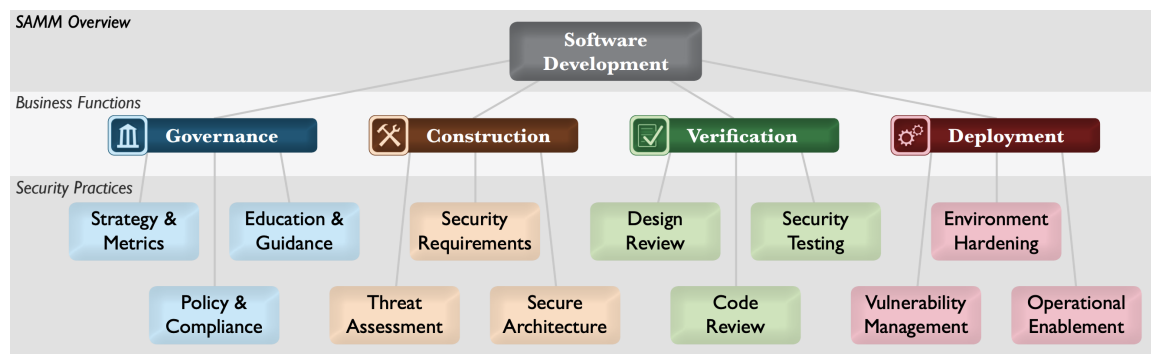 SAMM Overview
Software
Development
Business Functions
Governance
Construction
Verification
Deployment
Security Practices
Strategy &
Metrics
Education &
Guidance
Security
Requirements
Design
Review
Security
Testing
Environment
Hardening
Policy &
Compliance
Threat
Assessment
Secure
Architecture
Code
Review
Vulnerability
Management
Operational
Enablement